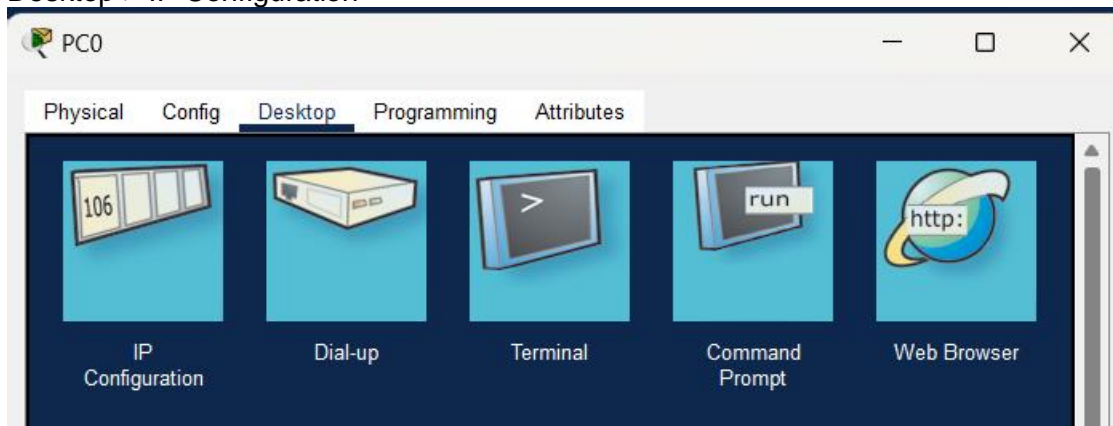 PC0
Physical Config Desktop Programming Attributes
106
>
run
http:
IP
Configuration
Dial-up
Terminal
Command
Prompt
Web Browser